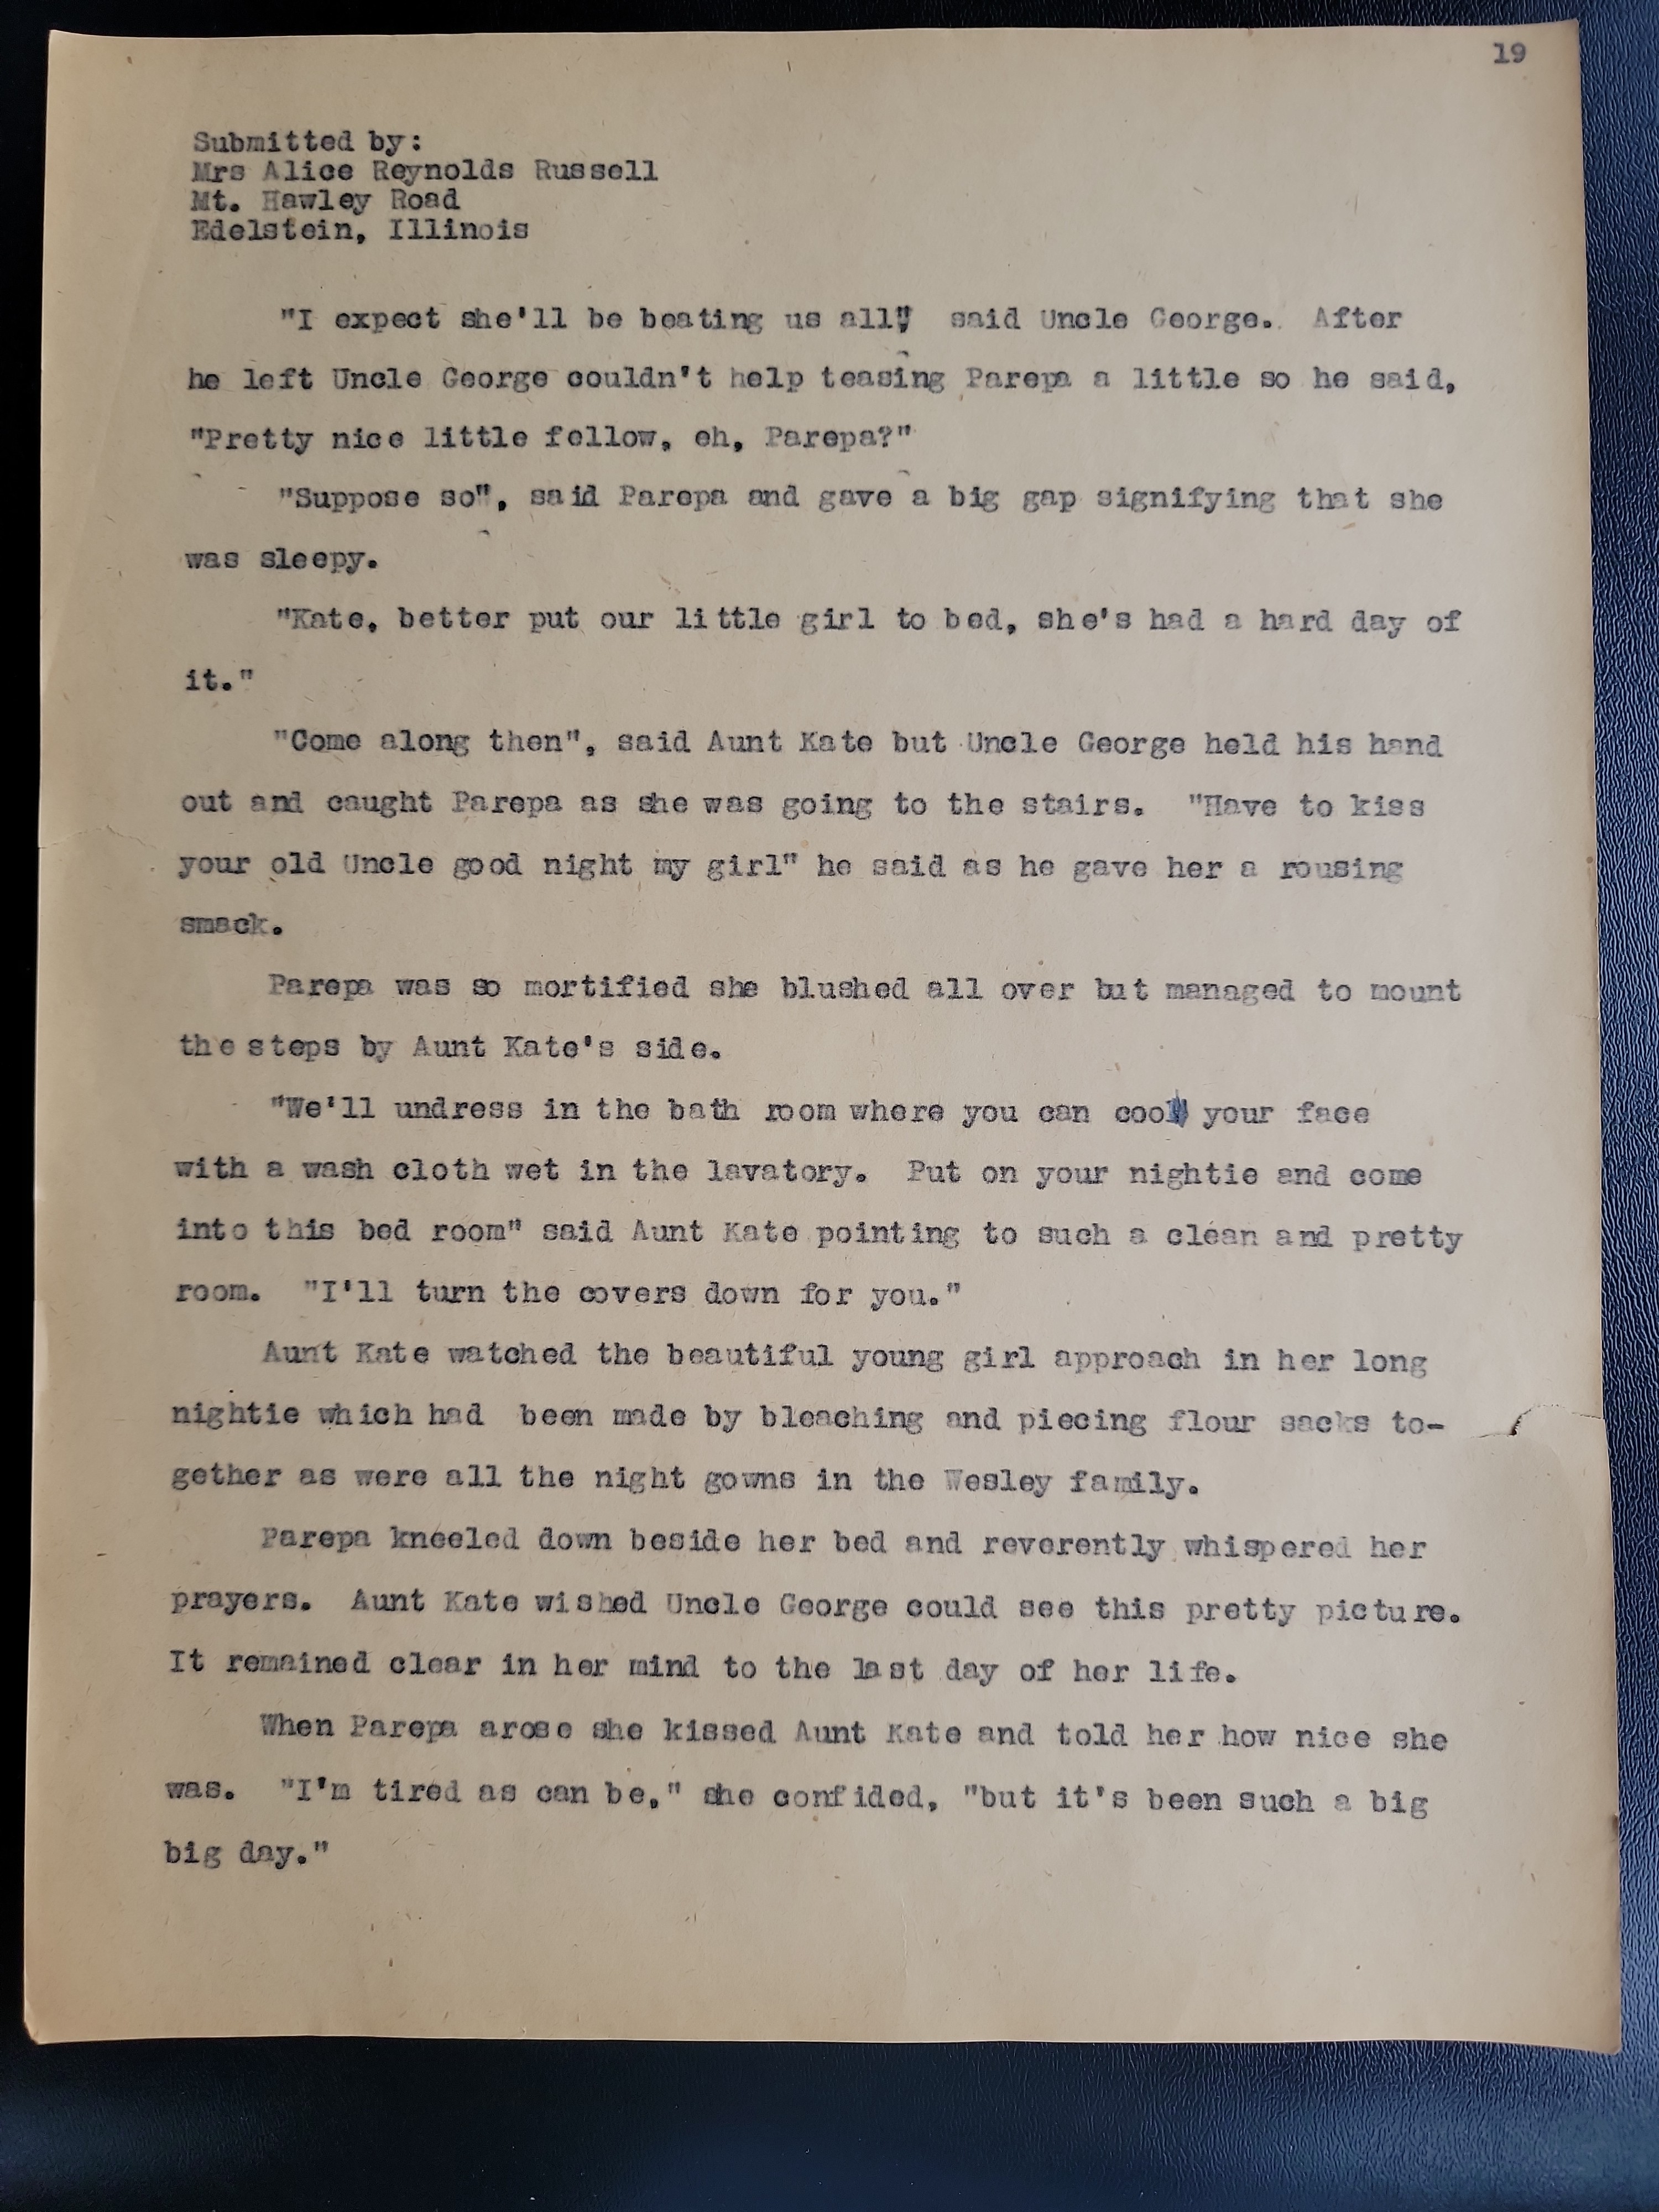 19
Submitted by:
Mrs Alice Reynolds Russell
Mt. Hawley Road
Edelstein, Illinois
"I expect she'll be beating us all" said Uncle George. After
he left Uncle George couldn't help teasing Parepa a little so he said,
"Pretty nice little fellow, eh, Parepa?"
"Suppose so", said Parepa and gave a big gap signifying that she
was sleepy.
"Kate, better put our little girl to bed, she's had a hard day of
it."
"Come along then", said Aunt Kate but Uncle George held his hand
out and caught Parepa as she was going to the stairs. "Have to kiss
your old Uncle good night my girl" he said as he gave her a rousing
smack.
Parepa was so mortified she blushed all over but managed to mount
the steps by Aunt Kate's side.
"We'll undress in the bath room where you can cool your face
with a wash cloth wet in the lavatory. Put on your nightie and come
into this bed room" said Aunt Kate pointing to such a clean and pretty
room. "I'll turn the covers down for you."
Aunt Kate watched the beautiful young girl approach in her long
nightie which had been made by bleaching and piecing flour sacks to-
gether as were all the night gowns in the Wesley family.
Parepa kneeled down beside her bed and reverently whispered her
prayers. Aunt Kate wished Uncle George could see this pretty picture.
It remained clear in her mind to the last day of her life.
When Parepa arose she kissed Aunt Kate and told her how nice she
was. "I'm tired as can be," she confided, "but it's been such a big
big day."